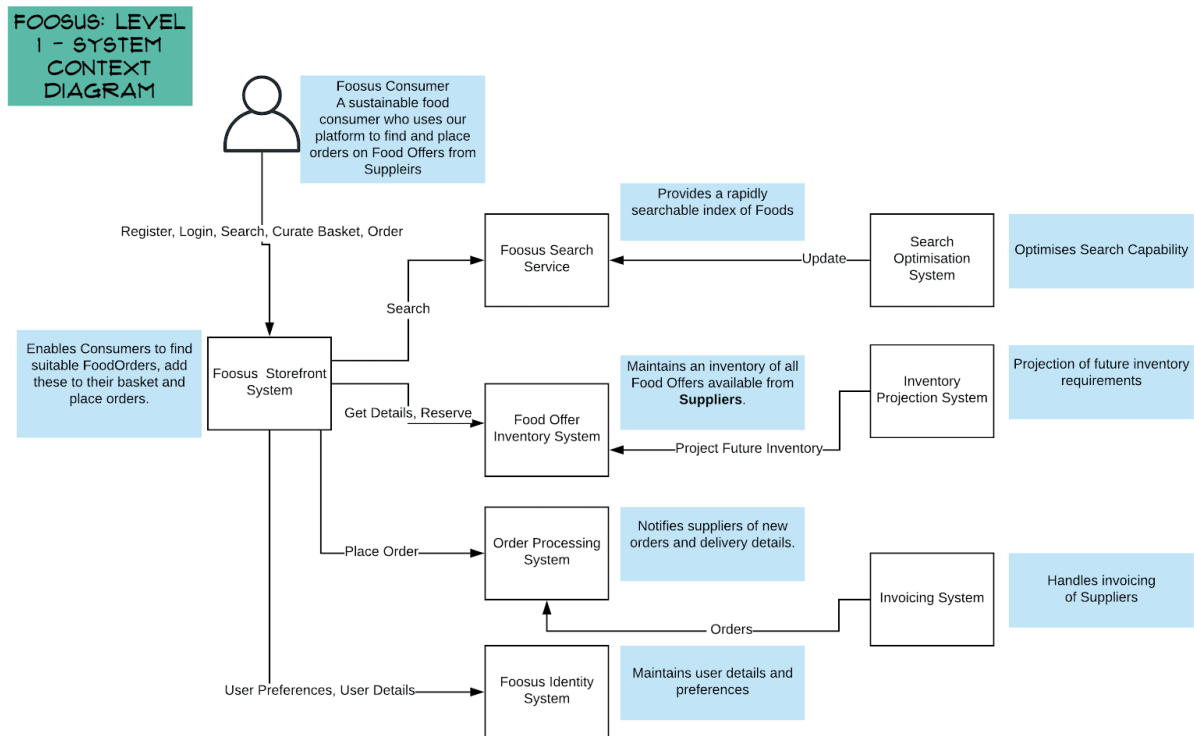 FOOSUS: LEVEL
1 - SYSTEM
CONTEXT
DIAGRAM
Foosus Consumer
A sustainable food
consumer who uses our
platform to find and place
orders on Food Offers from
Suppleirs
Register, Login, Search, Curate Basket, Order
Provides a rapidly
searchable index of Foods
Foosus Search
Service
Update
Search
Optimisation
System
Optimises Search Capability
Search
Enables Consumers to find
suitable FoodOrders, add
these to their basket and
place orders.
Foosus Storefront
System
Get Details, Reserve
Maintains an inventory of all
Food Offers available from
Suppliers.
Food Offer
Inventory System
Project Future Inventory
Inventory
Projection System
Projection of future inventory
requirements
Place Order
Order Processing
System
Notifies suppliers of new
orders and delivery details.
Orders
Invoicing System
Handles invoicing
of Suppliers
User Preferences, User Details
Foosus Identity
System
Maintains user details and
preferences